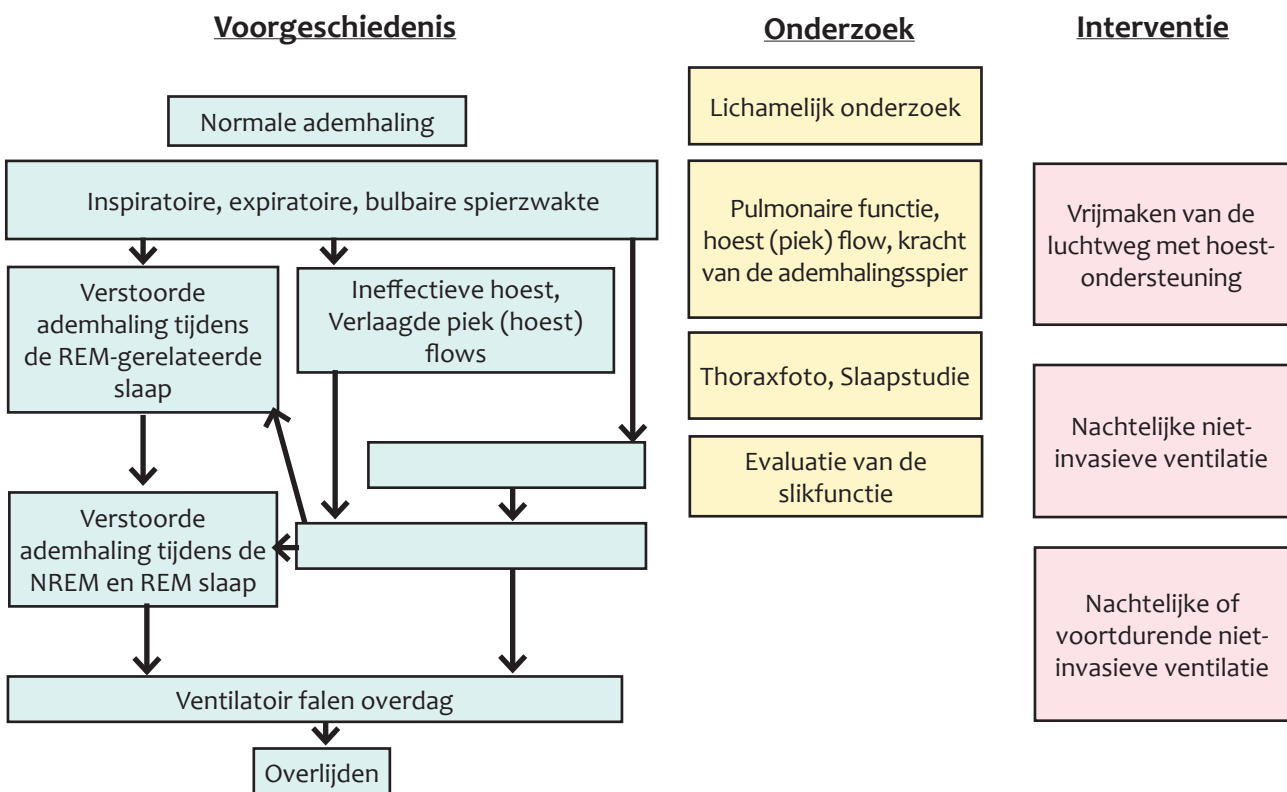 Voorgeschiedenis
Normale ademhaling
Inspiratoire, expiratoire, bulbaire spierzwakte
Verstoorde
ademhaling tijdens
de REM-gerelateerde
slaap
Ineffectieve hoest,
Verlaagde piek (hoest)
flows
Verstoorde
ademhaling tijdens de
NREM en REM slaap
Ventilatoir falen overdag
Overlijden
Onderzoek
Lichamelijk onderzoek
Pulmonaire functie,
hoest (piek) flow, kracht
van de ademhalingsspier
Thoraxfoto, Slaapstudie
Evaluatie van de
slikfunctie
Interventie
Vrijmaken van de
luchtweg met hoest-
ondersteuning
Nachtelijke niet-
invasieve ventilatie
Nachtelijke of
voortdurende niet-
invasieve ventilatie